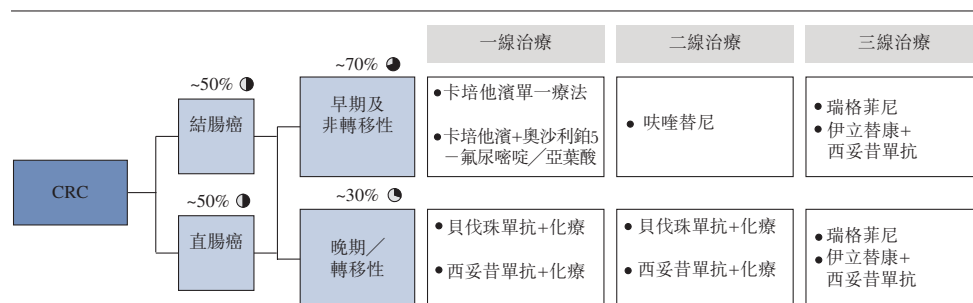 一線治療
二線治療
三線治療
~70%
~50%
早期及
非轉移性
結腸癌
•卡培他濱單一療法
•卡培他濱+奧沙利鉑5
－氟尿嘧啶／亞葉酸
• 呋喹替尼
• 瑞格菲尼
• 伊立替康+
西妥昔單抗
CRC
~50%
直腸癌
~30%
晚期／
轉移性
• 貝伐珠單抗+化療
• 西妥昔單抗+化療
• 貝伐珠單抗+化療
• 西妥昔單抗+化療
• 瑞格菲尼
•伊立替康+
西妥昔單抗